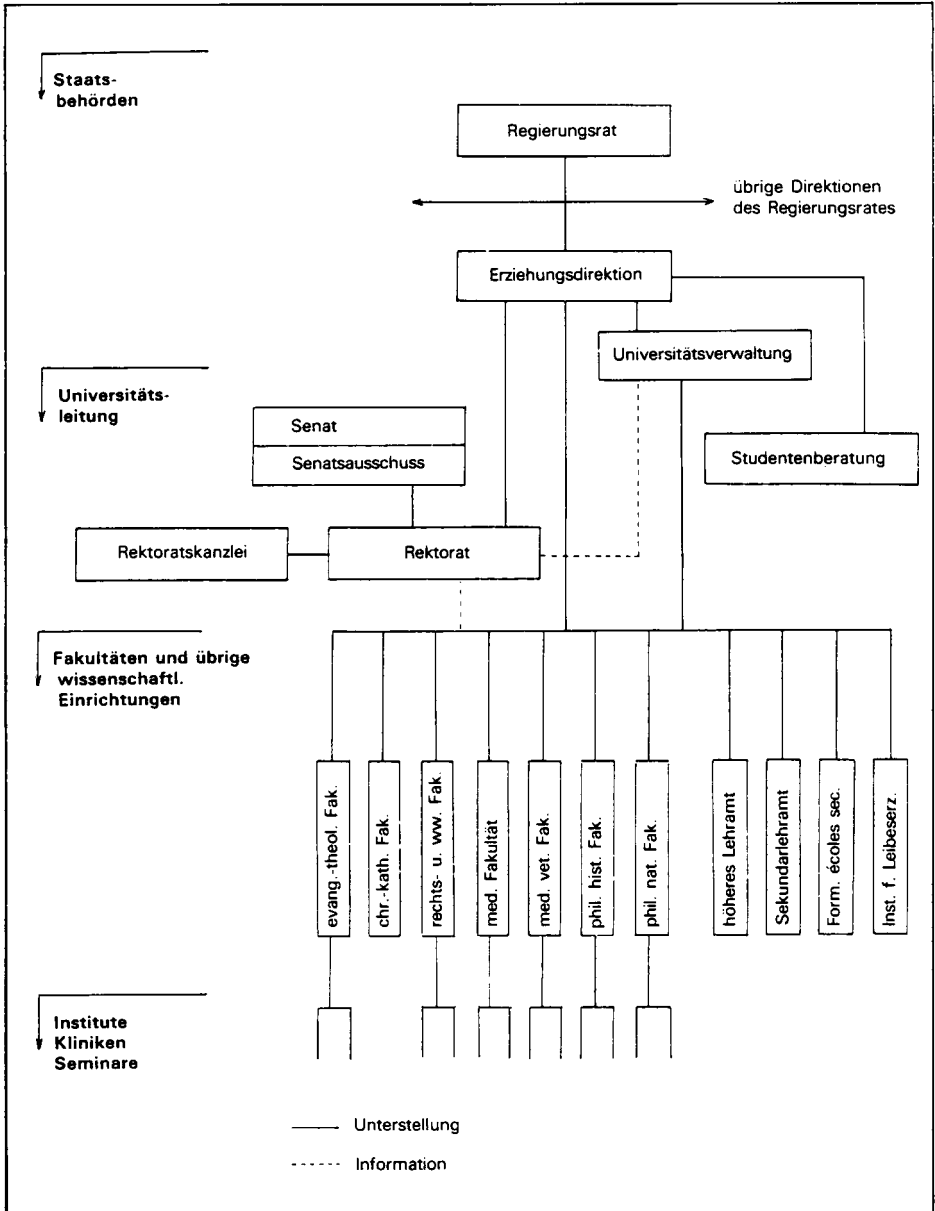 Staats-
behörden
Regierungsrat
übrige Direktionen
des Regierungsrates
Erziehungsdirektion
Universitätsverwaltung
Universitäts-
leitung
Senat
Senatsausschuss
Studentenberatung
Rektoratskanzlei
Rektorat
Fakultäten und übrige
wissenschaftl.
Einrichtungen
evang.-theol. Fak.
chr.-kath. Fak.
rechts- u. ww. Fak.
med. Fakultät
med. vet. Fak.
phil. hist. Fak.
phil. nat. Fak.
höheres Lehramt
Sekundarlehramt
Form. écoles sec.
Inst. f. Leibeserz.
Institute
Kliniken
Seminare
Unterstellung
Information